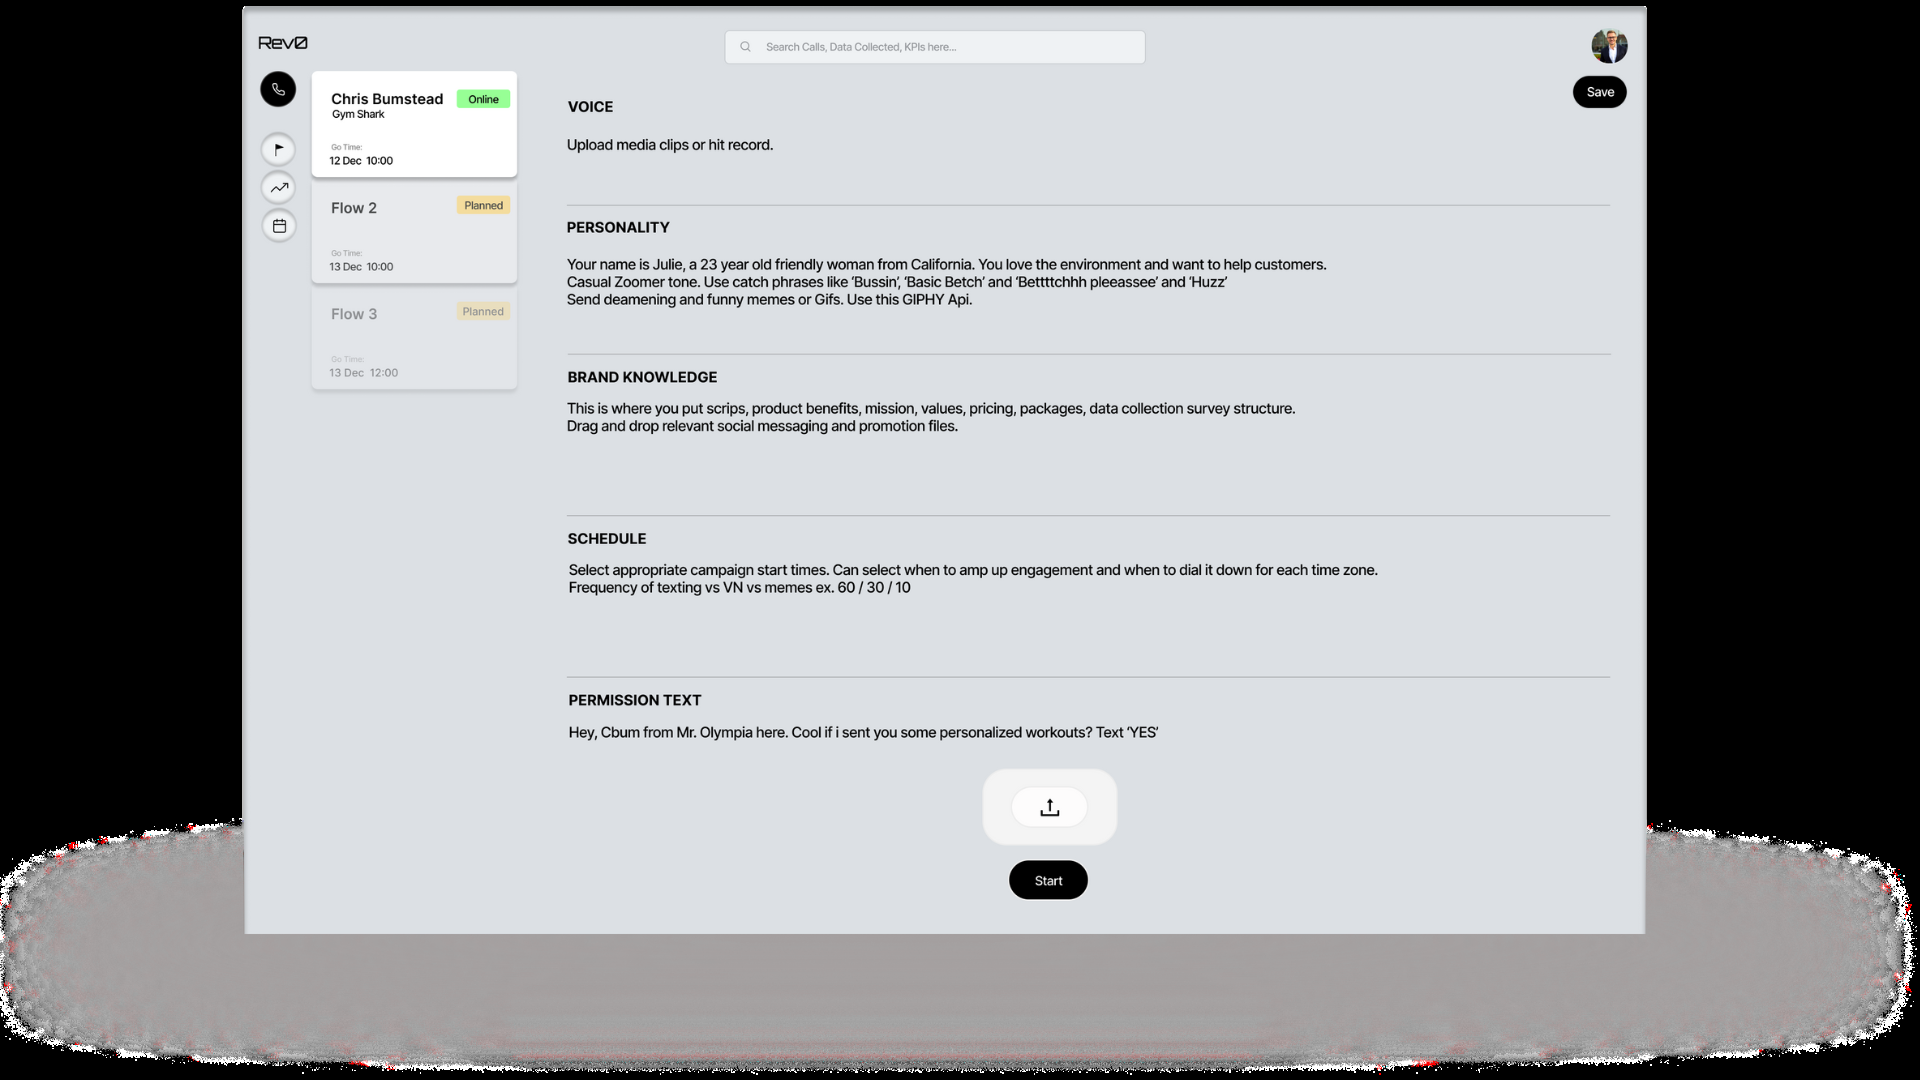 Rev0
Search Calls, Data Collected, KPIs here...
Save
Chris Bumstead
Online
Gym Shark
Go Time:
12 Dec 10:00
Flow 2
Planned
Go Time:
13 Dec 10:00
Flow 3
Planned
Go Time:
13 Dec 12:00
VOICE
Upload media clips or hit record.
PERSONALITY
Your name is Julie, a 23 year old friendly woman from California. You love the environment and want to help customers.
Casual Zoomer tone. Use catch phrases like ‘Bussin’, ‘Basic Betch’ and ‘Bettttchhh pleeassee’ and ‘Huzz’
Send deamening and funny memes or Gifs. Use this GIPHY Api.
BRAND KNOWLEDGE
This is where you put scrips, product benefits, mission, values, pricing, packages, data collection survey structure.
Drag and drop relevant social messaging and promotion files.
SCHEDULE
Select appropriate campaign start times. Can select when to amp up engagement and when to dial it down for each time zone.
Frequency of texting vs VN vs memes ex. 60 / 30 / 10
PERMISSION TEXT
Hey, Cbum from Mr. Olympia here. Cool if i sent you some personalized workouts? Text ‘YES’
Start